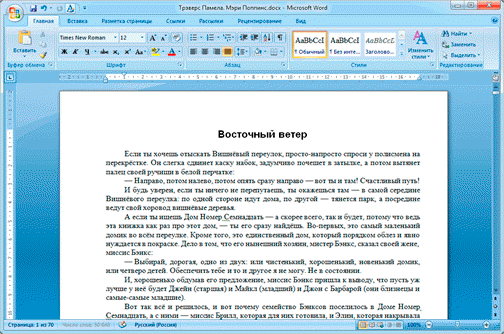 Трэверс Памела. Мэри Поппинс.docx - Microsoft Word
Главная Вставка Разметка страницы Ссылки Рассылки Рецензирование Вид
Вставить
Times New Roman 12
AaBbCcI AaBbCcI AaBbCcI
¶ Обычный ¶ Без инте... Заголово...
Изменить стили
Найти
Заменить
Выделить
Буфер обмена Шрифт Абзац Стили Редактирование
Восточный ветер
Если ты хочешь отыскать Вишнёвый переулок, просто-напросто спроси у полисмена на
перекрёстке. Он слегка сдвинет каску набок, задумчиво почешет в затылке, а потом вытянет
палец своей ручищи в белой перчатке:
— Направо, потом налево, потом опять сразу направо — вот ты и там! Счастливый путь!
И будь уверен, если ты ничего не перепутаешь, ты окажешься там — в самой середине
Вишнёвого переулка: по одной стороне идут дома, по другой — тянется парк, а посредине
ведут свой хоровод вишнёвые деревья.
А если ты ищешь Дом Номер Семнадцать — а скорее всего, так и будет, потому что ведь
эта книжка как раз про этот дом, — ты его сразу найдёшь. Во-первых, это самый маленький
домик во всём переулке. Кроме того, это единственный дом, который порядком облез и явно
нуждается в покраске. Дело в том, что его нынешний хозяин, мистер Бэнкс, сказал своей жене,
миссис Бэнкс:
— Выбирай, дорогая, одно из двух: или чистенький, хорошенький, новенький домик,
или четверо детей. Обеспечить тебе и то и другое я не могу. Не в состоянии.
И, хорошенько обдумав его предложение, миссис Бэнкс пришла к выводу, что пусть уж
лучше у неё будет Джейн (старшая) и Майкл (младший) и Джон с Барбарой (они близнецы и
самые-самые младшие).
Вот так всё и решилось, и вот почему семейство Бэнксов поселилось в Доме Номер
Семнадцать, а с ними — миссис Брилл, которая для них готовила, и Элин, которая накрывала
Страница: 1 из 70 Русский (Россия) 100%